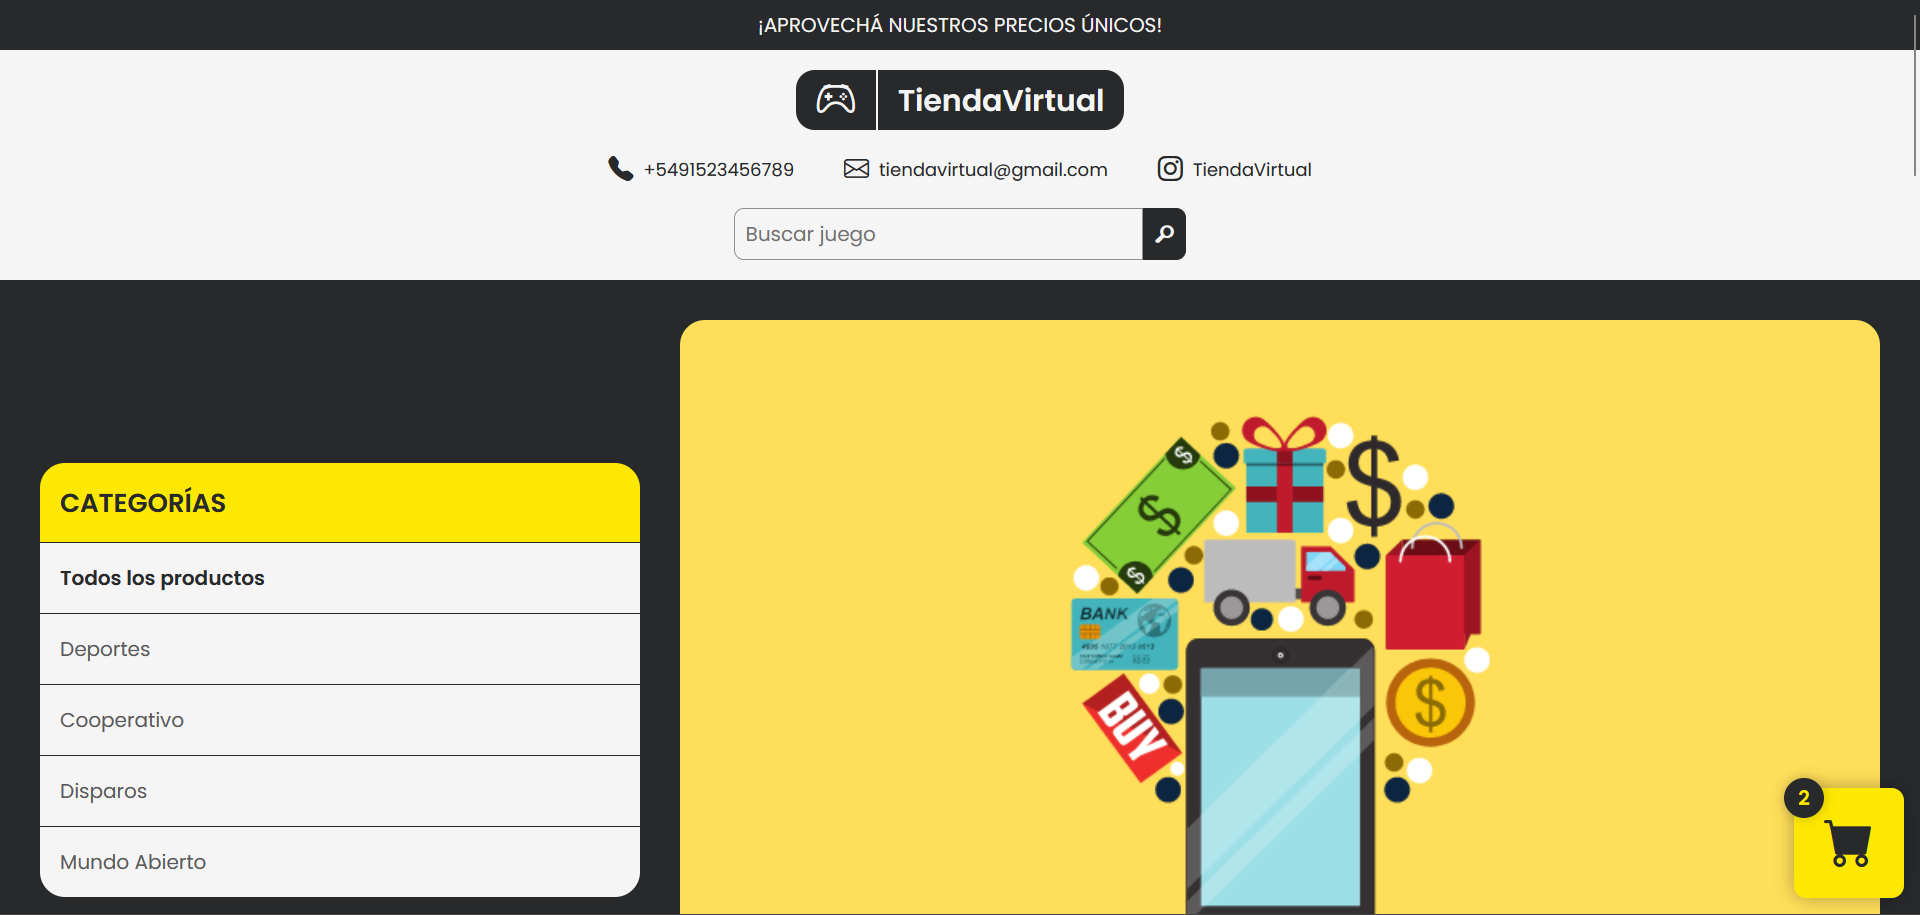 ¡APROVECHÁ NUESTROS PRECIOS ÚNICOS!
TiendaVirtual
+5491523456789
tiendavirtual@gmail.com
TiendaVirtual
Buscar juego
CATEGORÍAS
Todos los productos
Deportes
Cooperativo
Disparos
Mundo Abierto
$
$
$
$
BANK
BUY
$
2